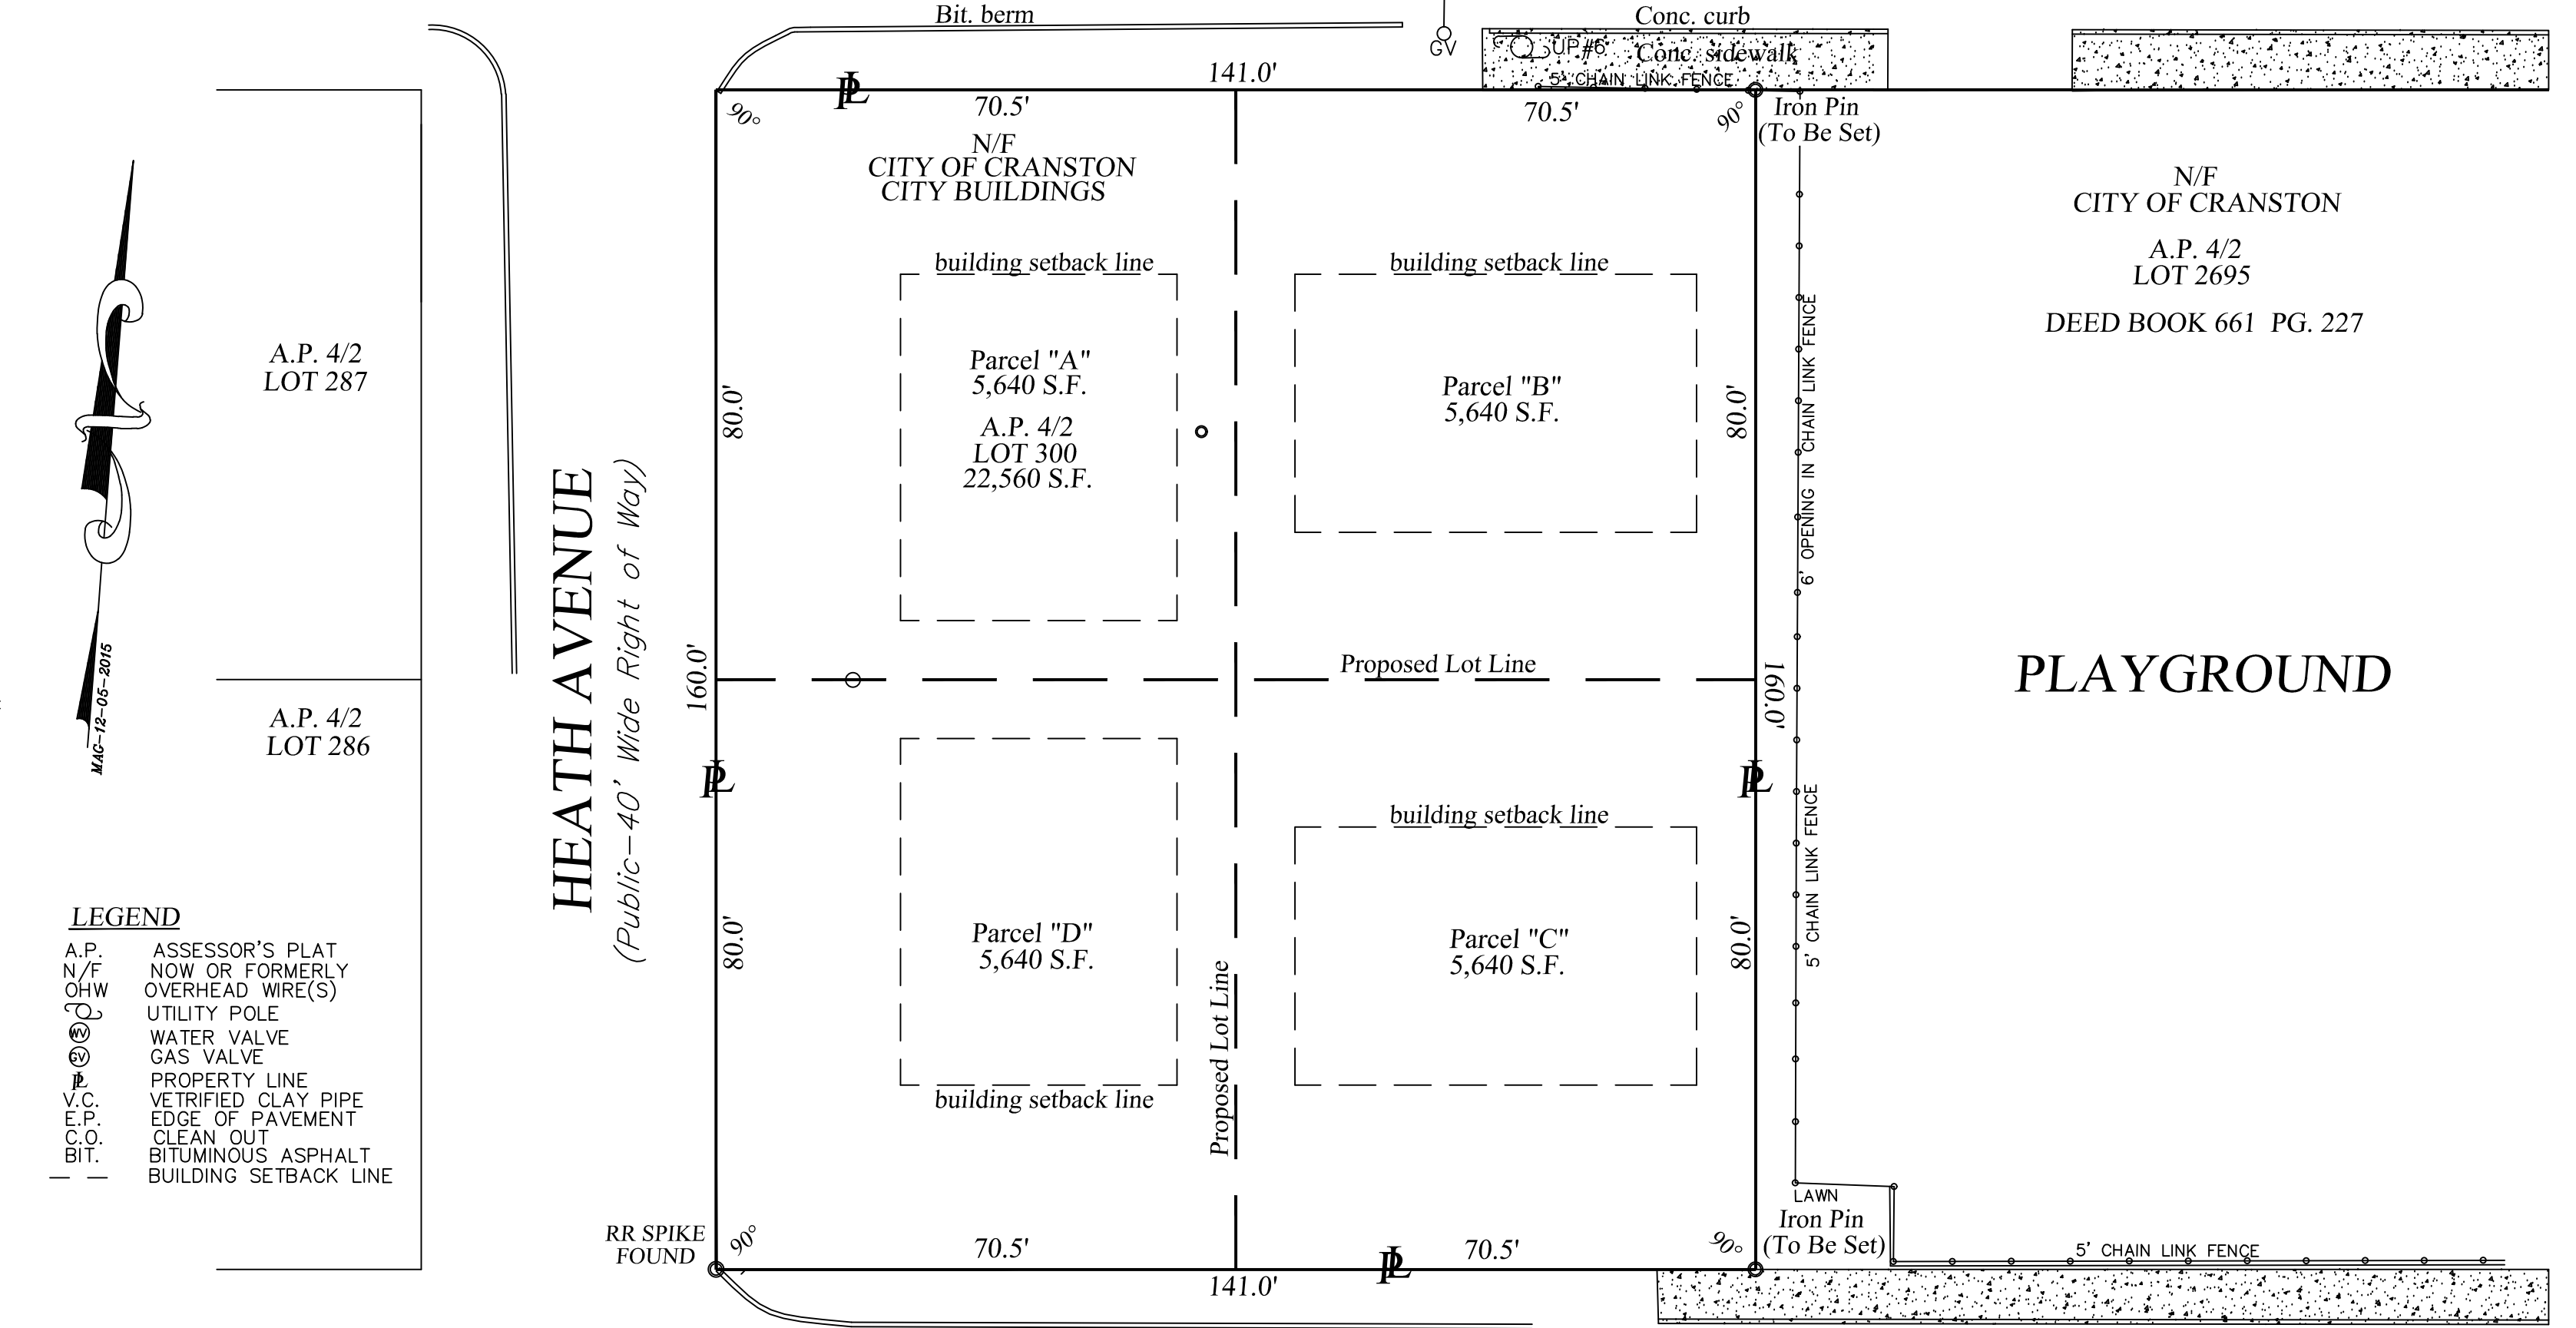 Bit. berm
Conc. curb
GV
UP #6
Conc. sidewalk
5' CHAIN LINK FENCE
141.0'
PL
70.5'
70.5'
90°
90°
Iron Pin
(To Be Set)
N/F
CITY OF CRANSTON
CITY BUILDINGS
N/F
CITY OF CRANSTON
A.P. 4/2
LOT 2695
DEED BOOK 661 PG. 227
building setback line
building setback line
A.P. 4/2
LOT 287
Parcel "A"
5,640 S.F.
A.P. 4/2
LOT 300
22,560 S.F.
Parcel "B"
5,640 S.F.
80.0'
80.0'
6' OPENING IN CHAIN LINK FENCE
HEATH AVENUE
(Public-40' Wide Right of Way)
MAG-12-05-2015
160.0'
Proposed Lot Line
160.0'
PLAYGROUND
A.P. 4/2
LOT 286
PL
PL
building setback line
5' CHAIN LINK FENCE
80.0'
Parcel "D"
5,640 S.F.
Parcel "C"
5,640 S.F.
80.0'
Proposed Lot Line
building setback line
LEGEND
A.P. ASSESSOR'S PLAT
N/F NOW OR FORMERLY
OHW OVERHEAD WIRE(S)
UTILITY POLE
WV WATER VALVE
GV GAS VALVE
PL PROPERTY LINE
V.C. VETRIFIED CLAY PIPE
E.P. EDGE OF PAVEMENT
C.O. CLEAN OUT
BIT. BITUMINOUS ASPHALT
BUILDING SETBACK LINE
LAWN
Iron Pin
(To Be Set)
RR SPIKE
FOUND
90°
70.5'
70.5'
90°
5' CHAIN LINK FENCE
141.0'
PL